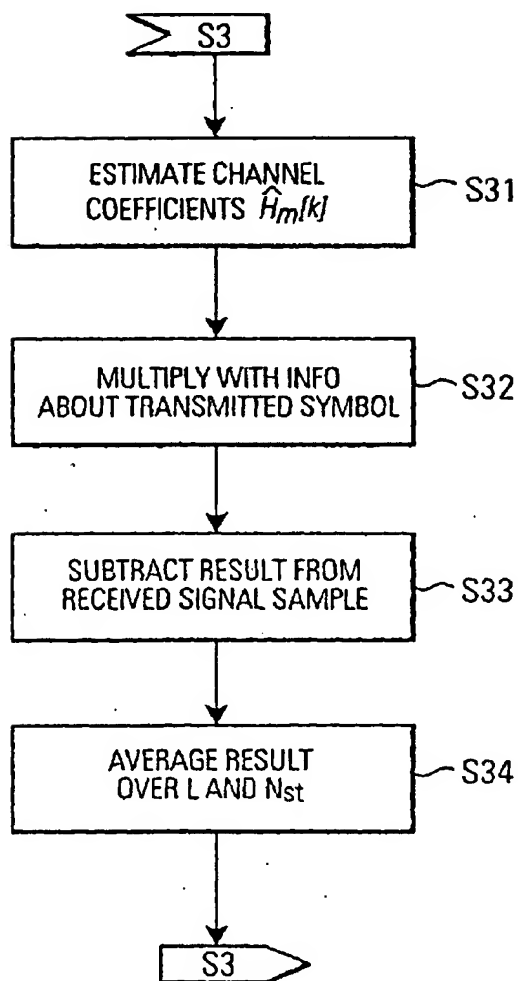 S3
ESTIMATE CHANNEL
COEFFICIENTS Ĥm[k]
S31
MULTIPLY WITH INFO
ABOUT TRANSMITTED SYMBOL
S32
SUBTRACT RESULT FROM
RECEIVED SIGNAL SAMPLE
S33
AVERAGE RESULT
OVER L AND Nst
S34
S3